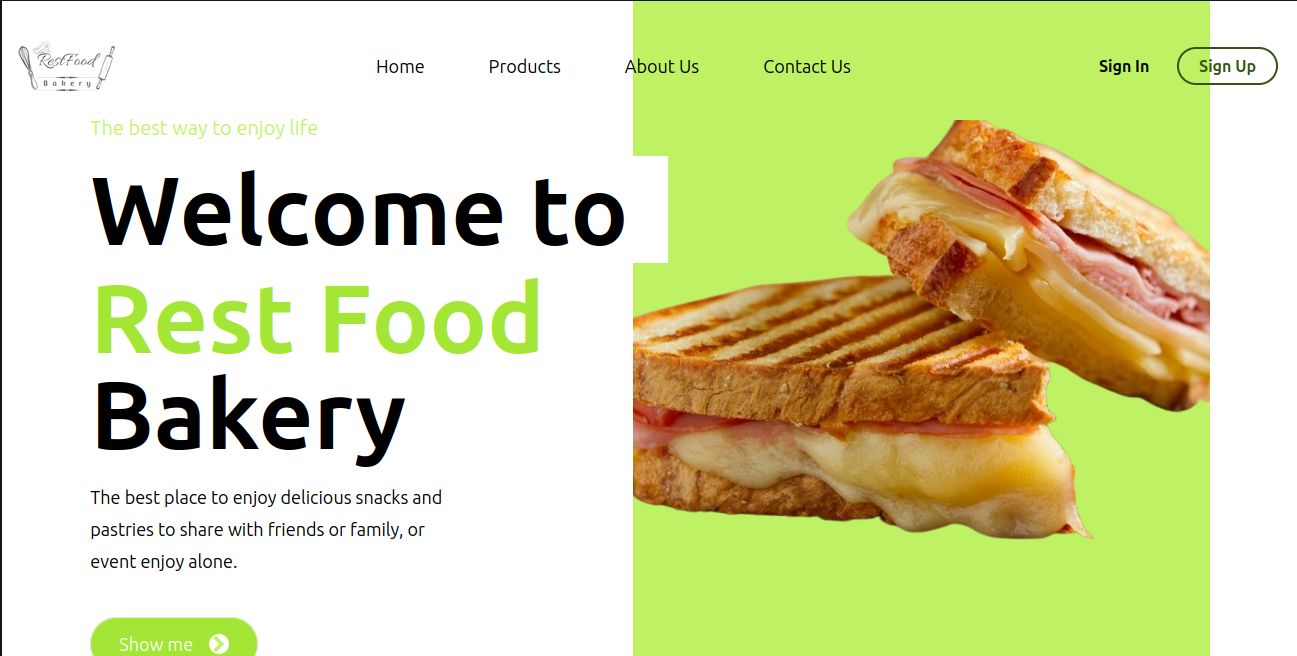 RestFood
Bakery
Home
Products
About Us
Contact Us
Sign In
Sign Up
The best way to enjoy life
Welcome to
Rest Food
Bakery
The best place to enjoy delicious snacks and
pastries to share with friends or family, or
event enjoy alone.
Show me